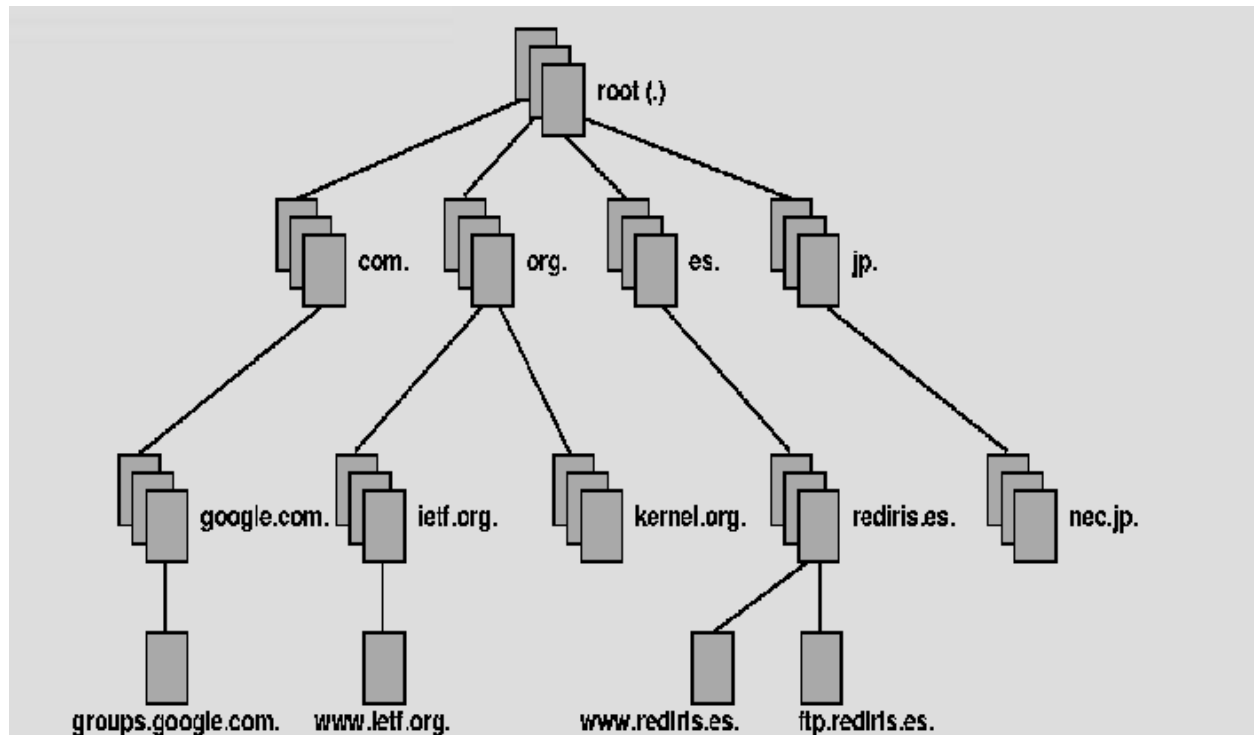 root (.)
com.
org.
es.
jp.
google.com.
ietf.org.
kernel.org.
rediris.es.
nec.jp.
groups.google.com.
www.ietf.org.
www.rediris.es.
ftp.rediris.es.